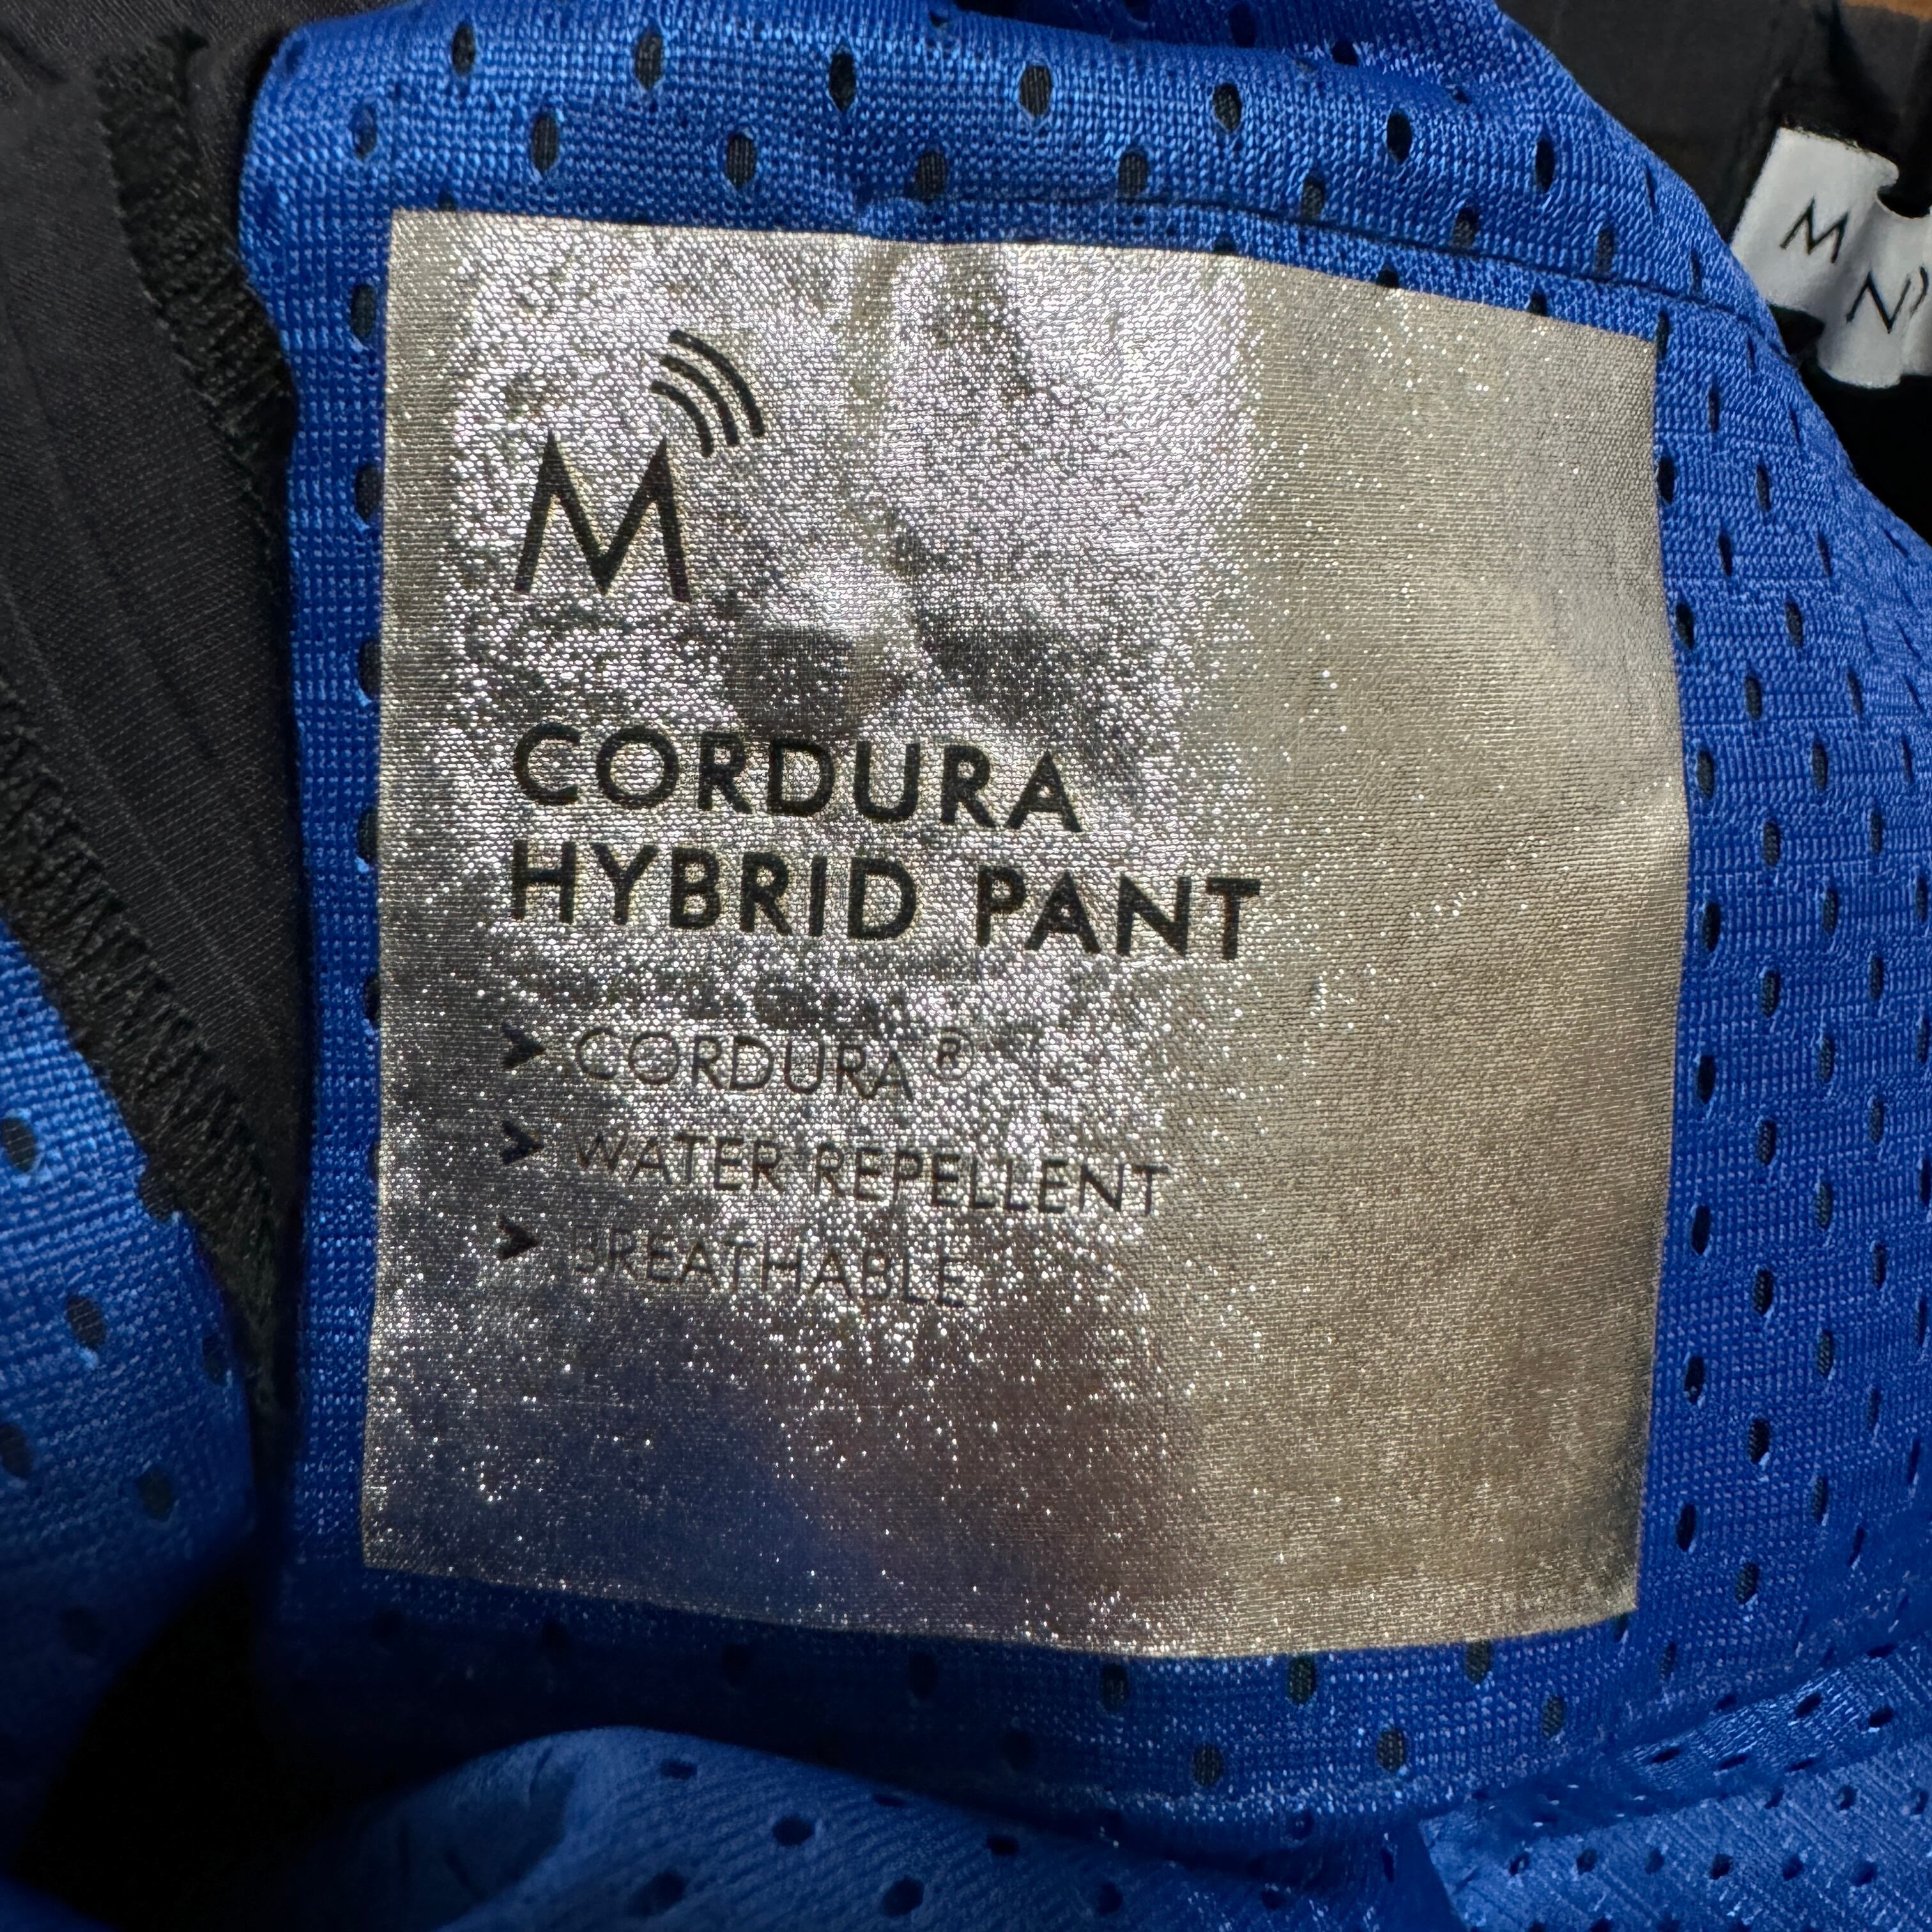 M
CORDURA
HYBRID PANT
CORDURA®
WATER REPELLENT
BREATHABLE
M